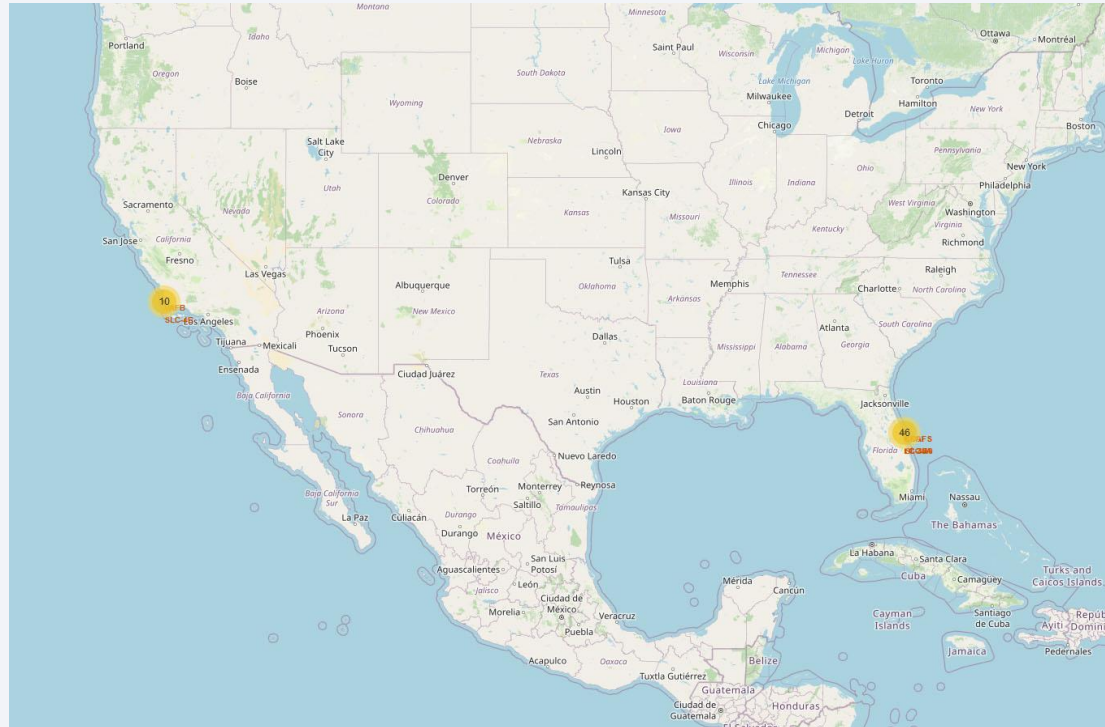 Montana
Minnesota
Ottawa
Montréal
Portland
Idaho
Saint Paul
Wisconsin
Michigan
Lake Huron
Oregon
Boise
South Dakota
Lake Michigan
Toronto
Wyoming
Milwaukee
Hamilton
New York
Detroit
Chicago
Boston
Salt Lake
City
Nebraska
Iowa
Lincoln
Pennsylvania
New York
Denver
Utah
Colorado
Illinois
Indiana
Ohio
Philadelphia
Nevada
Kansas City
Sacramento
Kansas
Missouri
West Virginia
Washington
San Jose
California
Kentucky
Virginia
Richmond
Fresno
Las Vegas
Tulsa
Tennessee
Raleigh
Albuquerque
Oklahoma
Memphis
Charlotte
North Carolina
10
Arizona
New Mexico
Arkansas
Los Angeles
Phoenix
Dallas
Atlanta
South Carolina
Tijuana
Mexicali
Tucson
Mississippi
Alabama
Georgia
Ensenada
Ciudad Juárez
Texas
Louisiana
Baja California
Austin
Houston
Baton Rouge
Jacksonville
Sonora
Chihuahua
San Antonio
46
Florida
Coahuila
Nuevo Laredo
Baja California
Sur
Torreón
Monterrey
Reynosa
Miami
Nassau
La Paz
Culiacán
Saltillo
Tamaulipas
Durango
Durango
México
The Bahamas
La Habana
Santa Clara
Aguascalientes
San Luis
Potosí
Cuba
Camagüey
Turks and
Caicos Islands
Jalisco
León
Mérida
Cancun
Ciudad de
México
Morelia
Veracruz
Cayman
Islands
Santiago
de Cuba
Puebla
Ayiti
Pedernales
Jamaica
Acapulco
Oaxaca
Belize
Tuxtla Gutiérrez
Guatemala
Ciudad de
Guatemala
Honduras